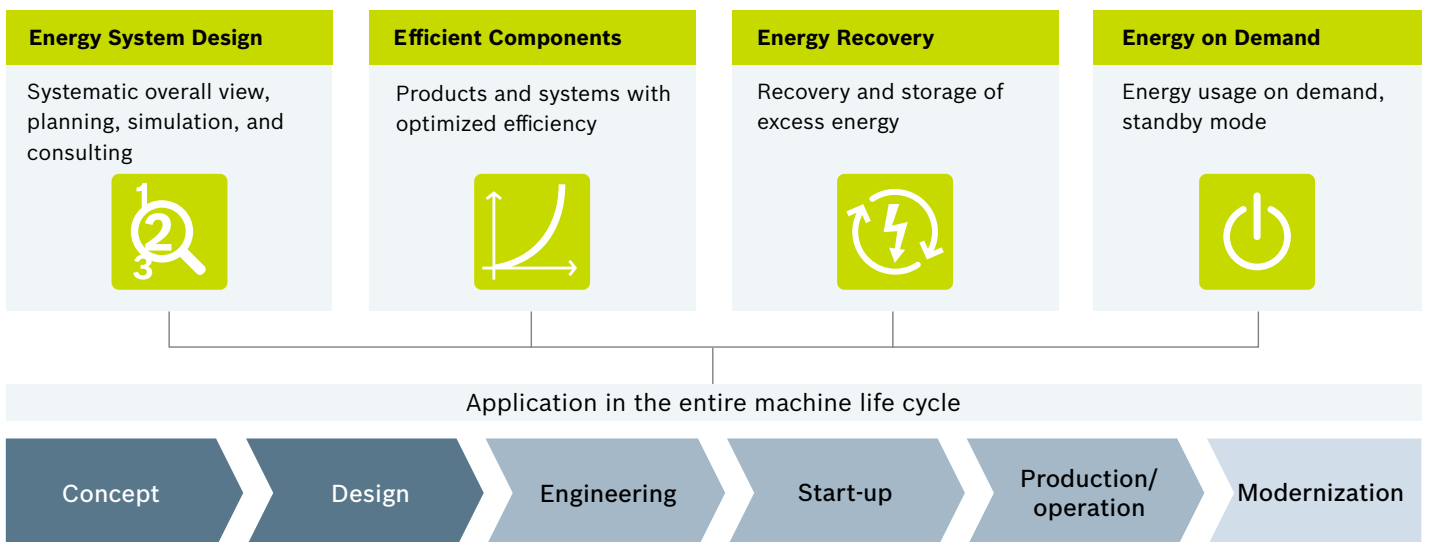 Energy System Design
Systematic overall view,
planning, simulation, and
consulting
1
2
3
Efficient Components
Products and systems with
optimized efficiency
Energy Recovery
Recovery and storage of
excess energy
Energy on Demand
Energy usage on demand,
standby mode
Application in the entire machine life cycle
Concept
Design
Engineering
Start-up
Production/
operation
Modernization